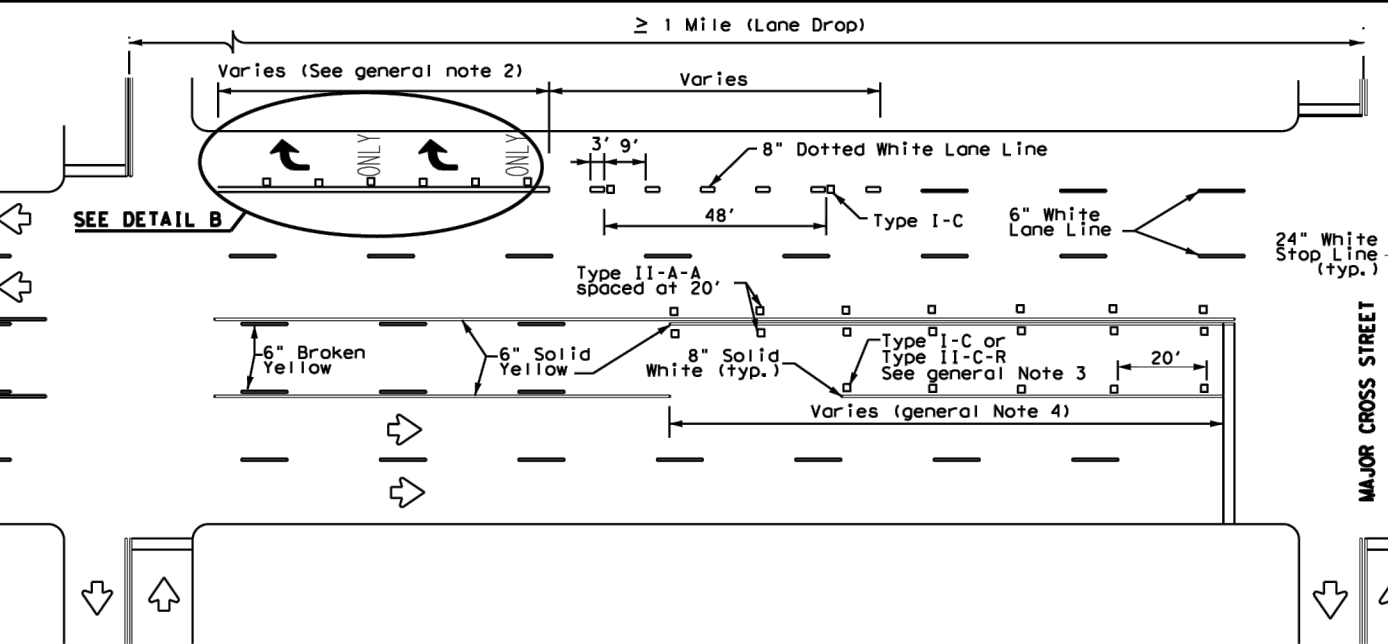 ≥ 1 Mile (Lane Drop)
Varies (See general note 2)
Varies
ONLY
ONLY
3' 9'
8" Dotted White Lane Line
SEE DETAIL B
48'
Type I-C
6" White
Lane Line
24" White
Stop Line
(typ.)
Type II-A-A
spaced at 20'
6" Broken
Yellow
6" Solid
Yellow
8" Solid
White (typ.)
Type I-C or
Type II-C-R
See general Note 3
20'
Varies (general Note 4)
MAJOR CROSS STREET